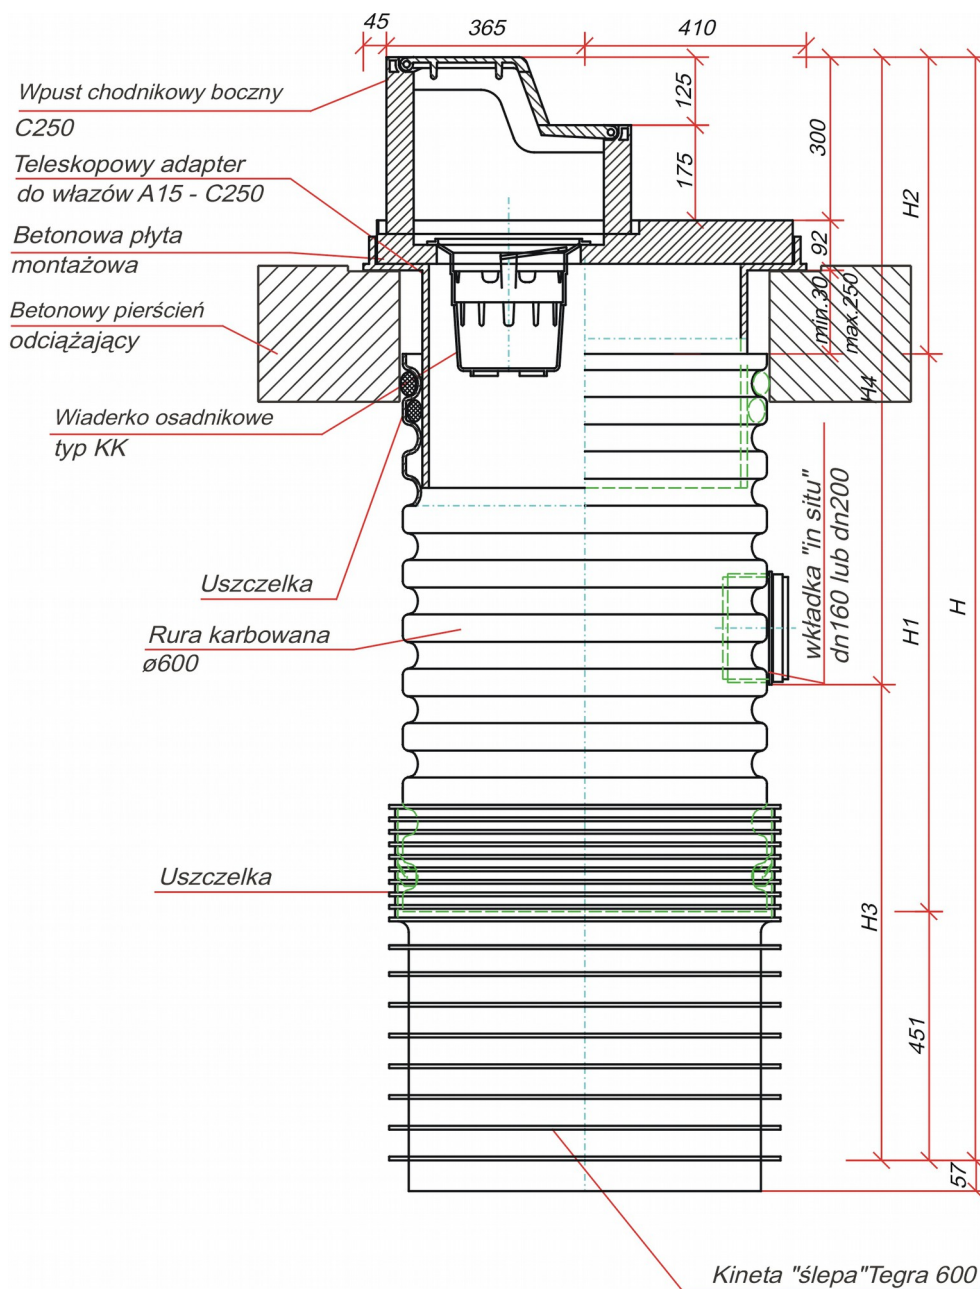 45
365
410
Wpust chodnikowy boczny
C250
Teleskopowy adapter
do włazów A15 - C250
Betonowa płyta
montażowa
Betonowy pierścień
odciążający
Wiaderko osadnikowe
typ KK
Uszczelka
Rura karbowana
ø600
Uszczelka
125
175
300
92
min.30
max.250
H2
H4
wkładka "in situ"
dn160 lub dn200
H1
H
H3
451
57
Kineta "ślepa"Tegra 600